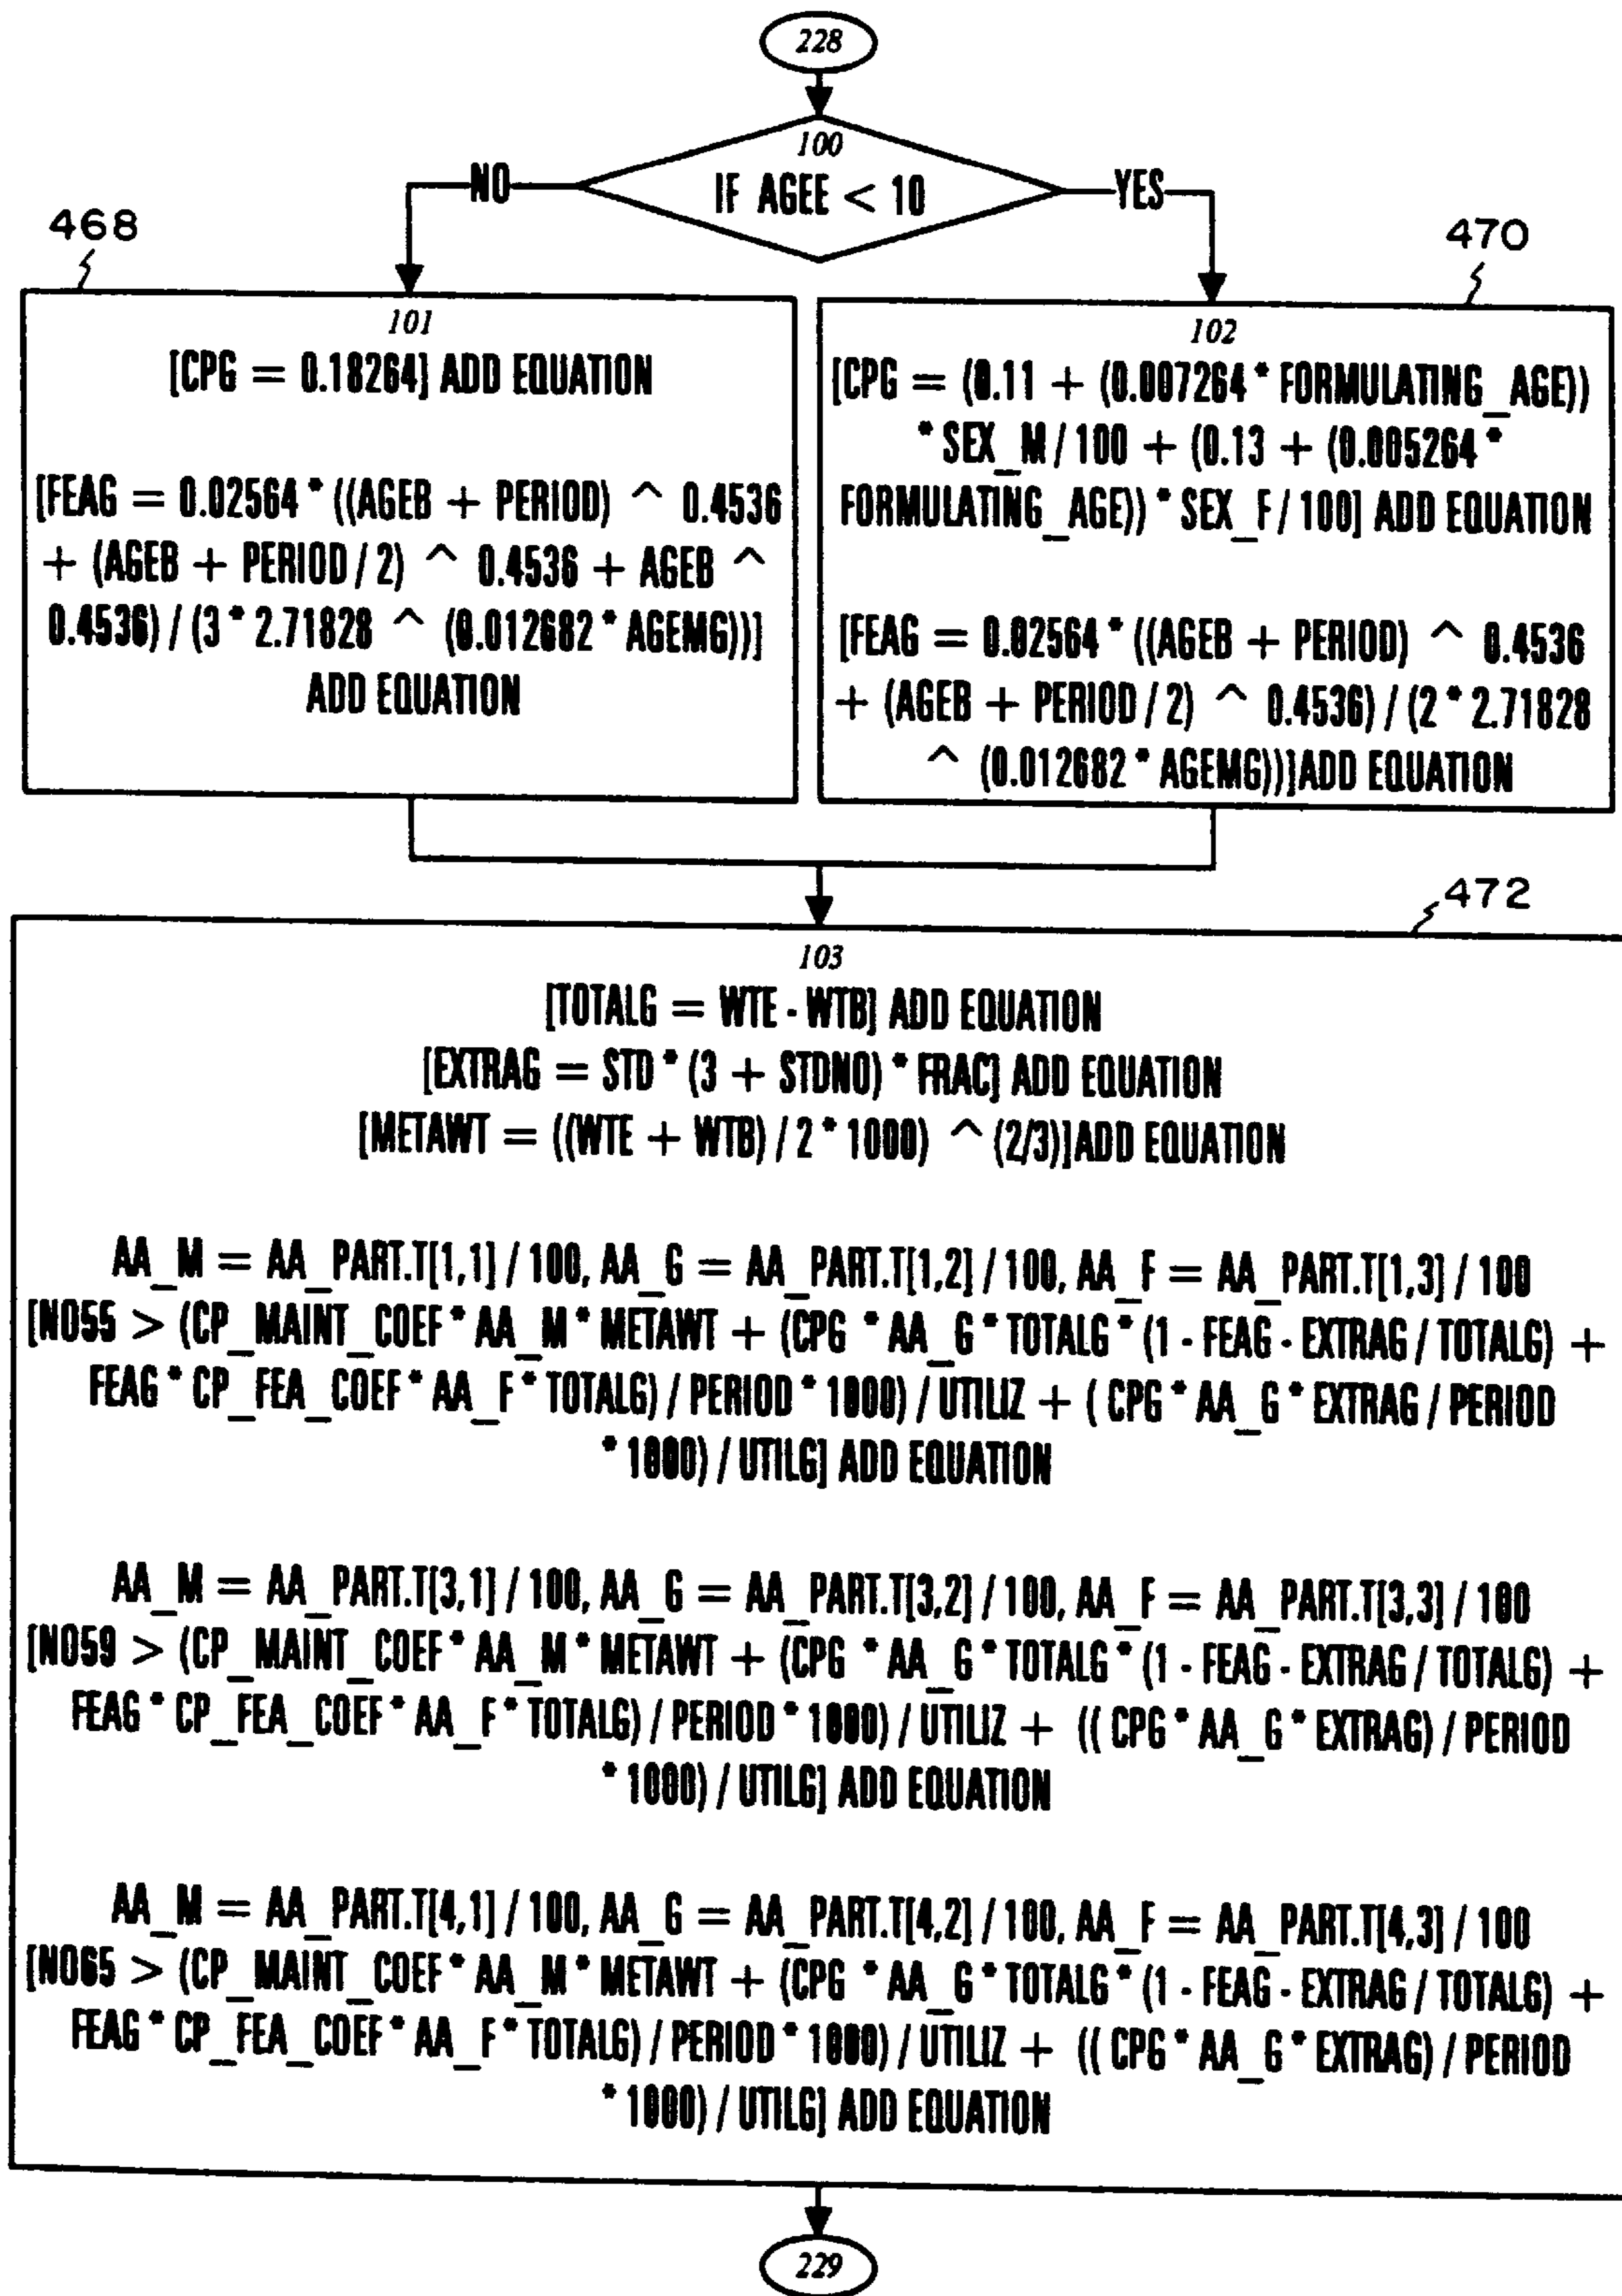 228
100
IF AGEE < 10
NO
YES
468
470
101
[CPG = 0.18264] ADD EQUATION
[FEAG = 0.02564 * ((AGEB + PERIOD) ^ 0.4536
+ (AGEB + PERIOD / 2) ^ 0.4536 + AGEB ^
0.4536) / (3 * 2.71828 ^ (0.012682 * AGEMG))]
ADD EQUATION
102
[CPG = (0.11 + (0.007264 * FORMULATING_AGE))
* SEX_M / 100 + (0.13 + (0.005264 *
FORMULATING_AGE)) * SEX_F / 100] ADD EQUATION
[FEAG = 0.02564 * ((AGEB + PERIOD) ^ 0.4536
+ (AGEB + PERIOD / 2) ^ 0.4536) / (2 * 2.71828
^ (0.012682 * AGEMG))]ADD EQUATION
472
103
[TOTALG = WTE - WTB] ADD EQUATION
[EXTRAG = STD * (3 + STDNO) * FRAC] ADD EQUATION
[METAWT = ((WTE + WTB) / 2 * 1000) ^ (2/3)]ADD EQUATION
AA_M = AA_PART.T[1,1] / 100, AA_G = AA_PART.T[1,2] / 100, AA_F = AA_PART.T[1,3] / 100
[NO55 > (CP_MAINT_COEF * AA_M * METAWT + (CPG * AA_G * TOTALG * (1 - FEAG - EXTRAG / TOTALG) +
FEAG * CP_FEA_COEF * AA_F * TOTALG) / PERIOD * 1000) / UTILIZ + ( CPG * AA_G * EXTRAG / PERIOD
* 1000) / UTILG] ADD EQUATION
AA_M = AA_PART.T[3,1] / 100, AA_G = AA_PART.T[3,2] / 100, AA_F = AA_PART.T[3,3] / 100
[NO59 > (CP_MAINT_COEF * AA_M * METAWT + (CPG * AA_G * TOTALG * (1 - FEAG - EXTRAG / TOTALG) +
FEAG * CP_FEA_COEF * AA_F * TOTALG) / PERIOD * 1000) / UTILIZ + (( CPG * AA_G * EXTRAG) / PERIOD
* 1000) / UTILG] ADD EQUATION
AA_M = AA_PART.T[4,1] / 100, AA_G = AA_PART.T[4,2] / 100, AA_F = AA_PART.T[4,3] / 100
[NO65 > (CP_MAINT_COEF * AA_M * METAWT + (CPG * AA_G * TOTALG * (1 - FEAG - EXTRAG / TOTALG) +
FEAG * CP_FEA_COEF * AA_F * TOTALG) / PERIOD * 1000) / UTILIZ + (( CPG * AA_G * EXTRAG) / PERIOD
* 1000) / UTILG] ADD EQUATION
229